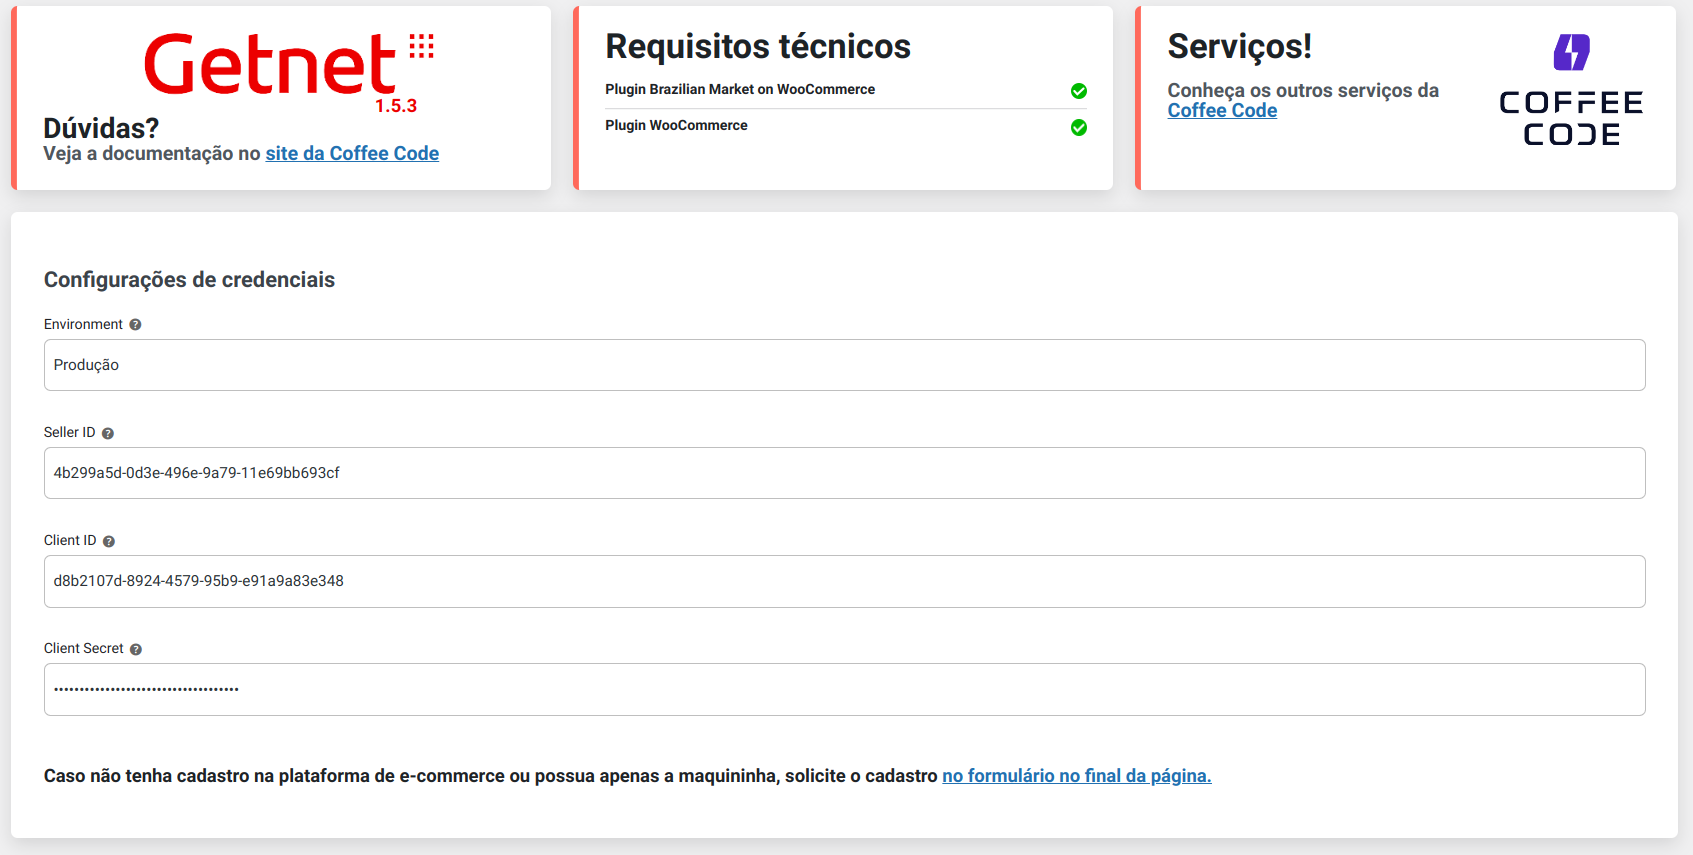 Getnet
1.5.3
Dúvidas?
Veja a documentação no site da Coffee Code
Requisitos técnicos
Plugin Brazilian Market on WooCommerce
Plugin WooCommerce
Serviços!
Conheça os outros serviços da
Coffee Code
COFFEE
CODE
Configurações de credenciais
Environment
Produção
Seller ID
4b299a5d-0d3e-496e-9a79-11e69bb693cf
Client ID
d8b2107d-8924-4579-95b9-e91a9a83e348
Client Secret
••••••••••••••••••••••••••••••••••••
Caso não tenha cadastro na plataforma de e-commerce ou possua apenas a maquininha, solicite o cadastro no formulário no final da página.